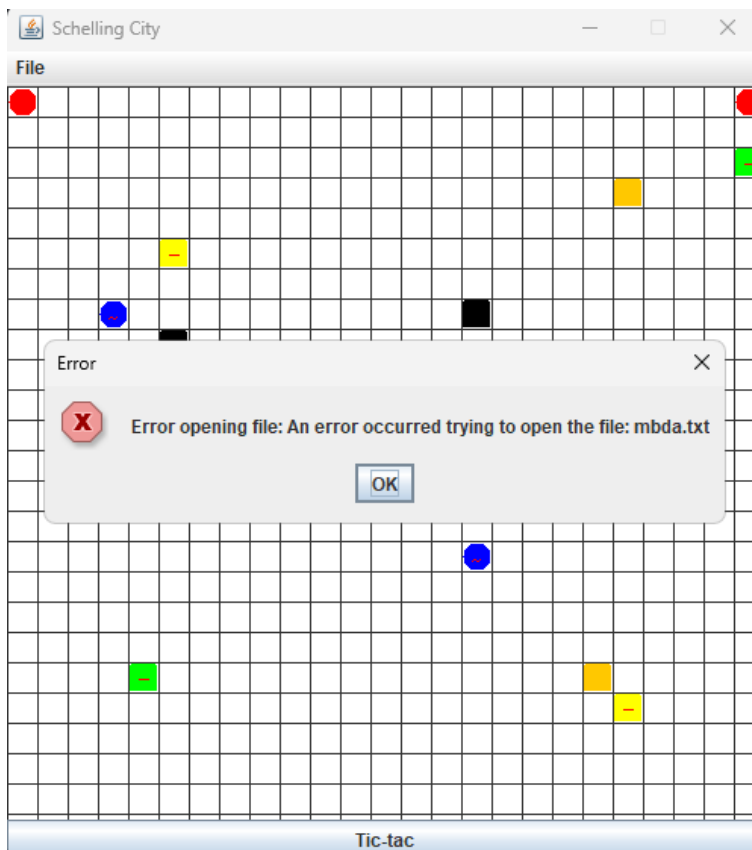 Schelling City
File
Error
Error opening file: An error occurred trying to open the file: mbda.txt
OK
Tic-tac